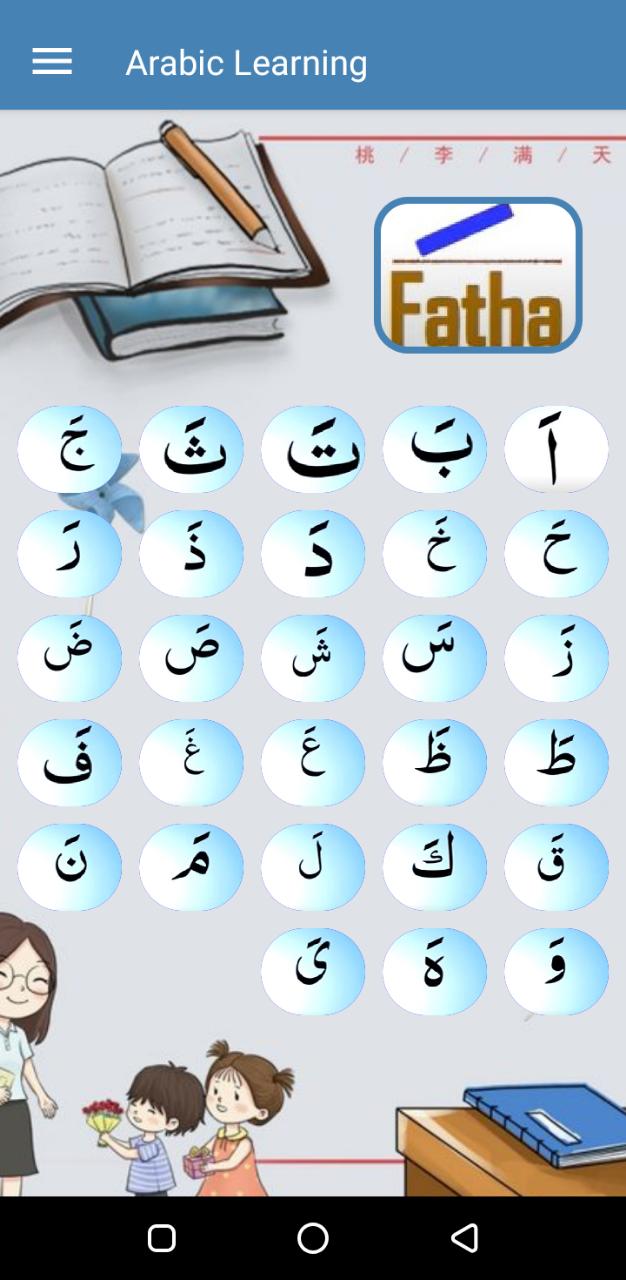 Arabic Learning
桃 / 李 / 满 / 天
Fatha
اَ بَ تَ ثَ جَ
حَ خَ دَ ذَ رَ
زَ سَ شَ صَ ضَ
طَ ظَ عَ غَ فَ
قَ كَ لَ مَ نَ
وَ هَ ىَ